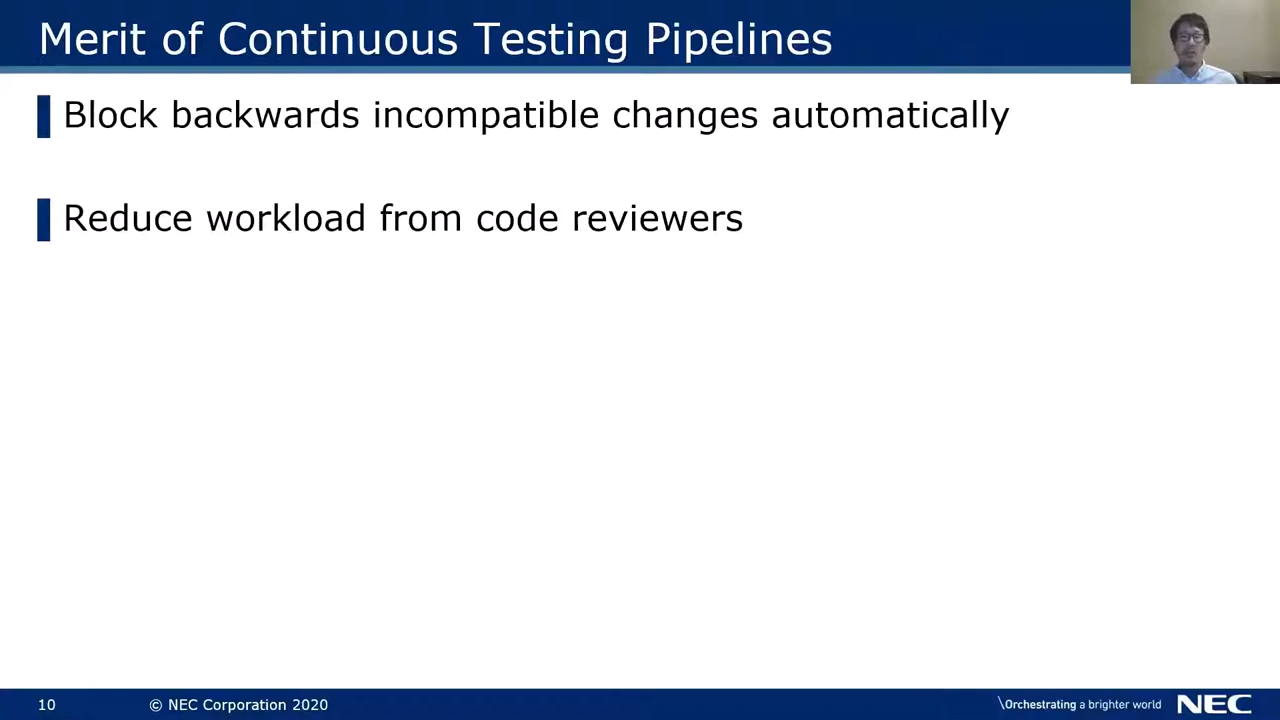 Merit of Continuous Testing Pipelines
Block backwards incompatible changes automatically
Reduce workload from code reviewers
10 © NEC Corporation 2020 \Orchestrating a brighter world NEC